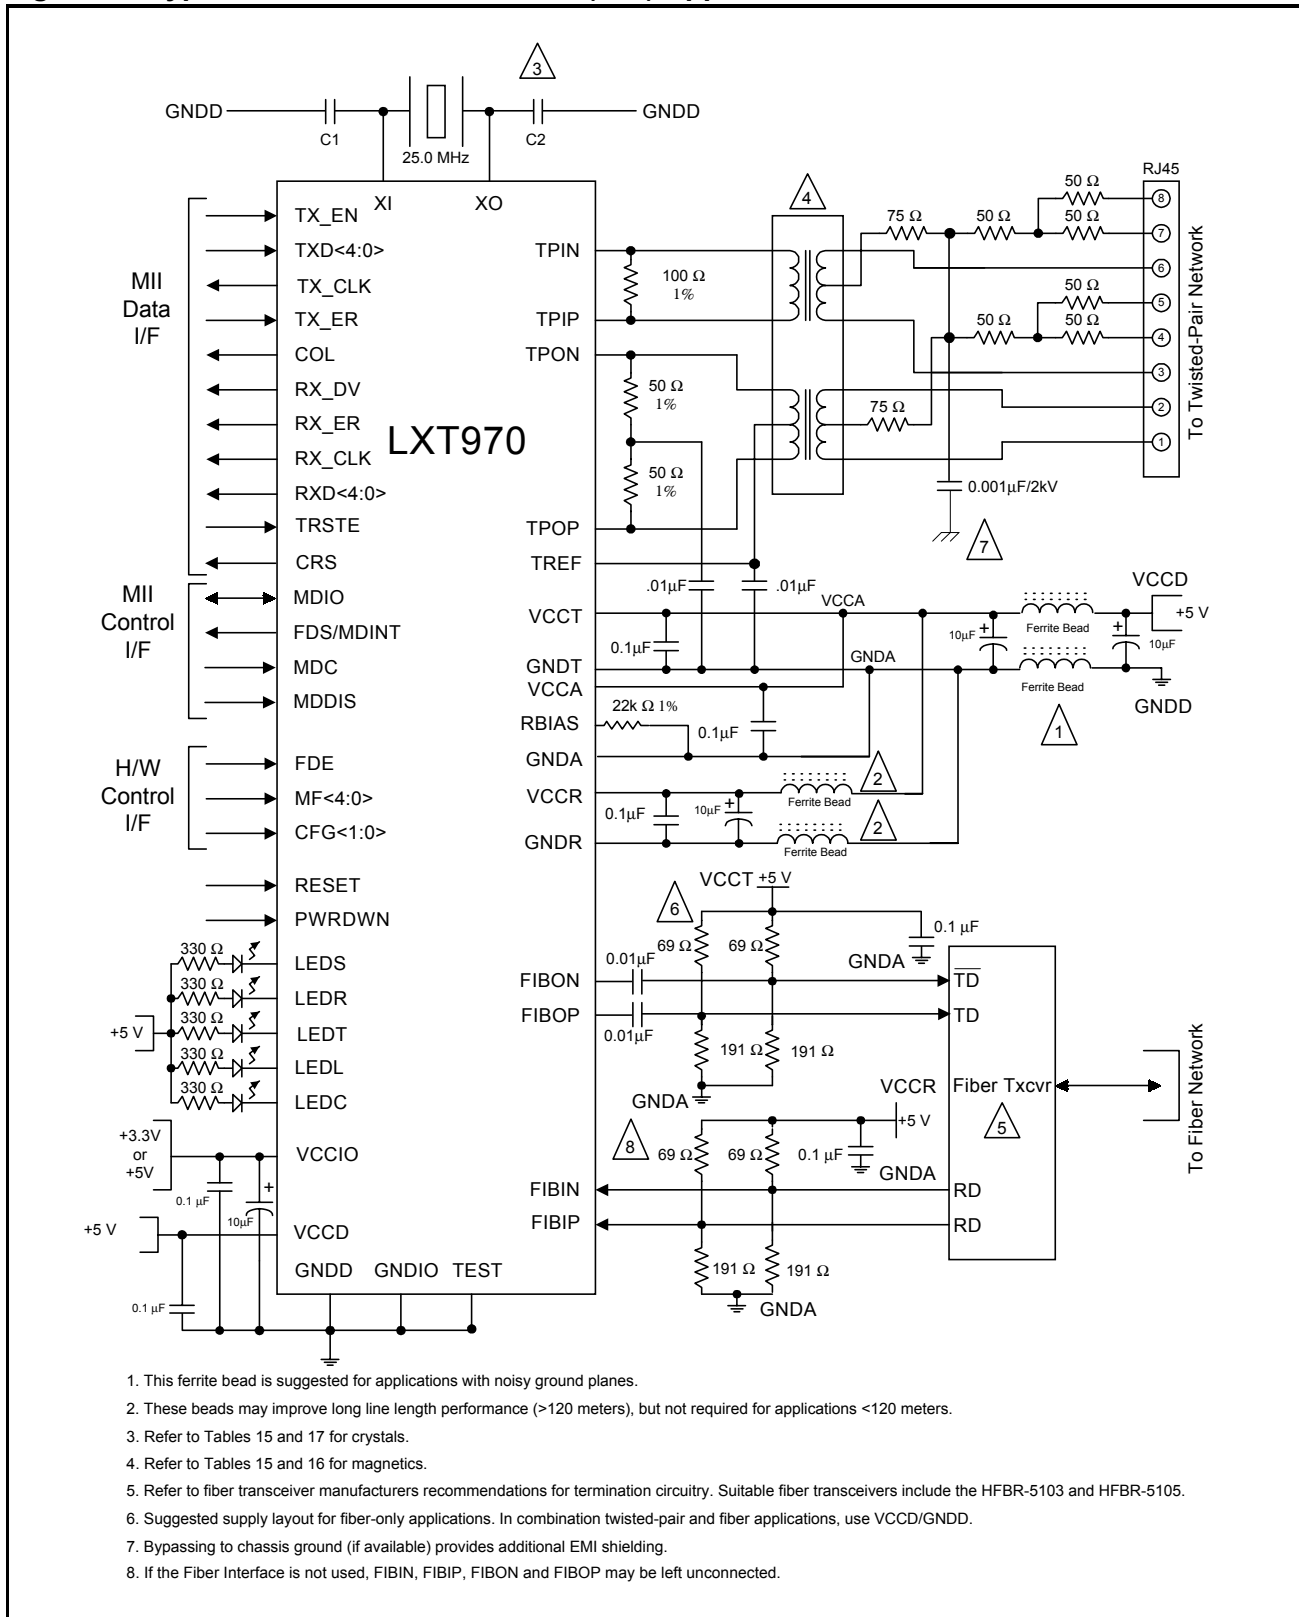 3
GNDD
C1
25.0 MHz
C2
GNDD
XI
XO
MII
Data
I/F
TX_EN
TXD<4:0>
TX_CLK
TX_ER
COL
RX_DV
RX_ER
RX_CLK
RXD<4:0>
TRSTE
CRS
MII
Control
I/F
MDIO
FDS/MDINT
MDC
MDDIS
H/W
Control
I/F
FDE
MF<4:0>
CFG<1:0>
RESET
PWRDWN
330 Ω
LEDS
330 Ω
LEDR
+5 V
330 Ω
LEDT
330 Ω
LEDL
330 Ω
LEDC
+3.3V
or
+5V
VCCIO
0.1 µF
10µF
+
+5 V
VCCD
0.1 µF
GNDD
GNDIO
TEST
LXT970
TPIN
TPIP
TPON
TPOP
TREF
VCCT
GNDT
VCCA
RBIAS
GNDA
VCCR
GNDR
FIBON
FIBOP
FIBIN
FIBIP
100 Ω
1%
50 Ω
1%
50 Ω
1%
4
75 Ω
50 Ω
50 Ω
50 Ω
50 Ω
50 Ω
50 Ω
75 Ω
RJ45
8
7
6
5
4
3
2
1
To Twisted-Pair Network
0.001µF/2kV
7
.01µF
.01µF
VCCA
0.1µF
GNDA
10µF
+
Ferrite Bead
Ferrite Bead
+
10µF
VCCD
+5 V
GNDD
1
22k Ω 1%
0.1µF
0.1µF
10µF
+
Ferrite Bead
2
Ferrite Bead
2
VCCT
+5 V
6
69 Ω
69 Ω
0.1 µF
GNDA
0.01µF
0.01µF
191 Ω
191 Ω
GNDA
TD
TD
Fiber Txcvr
5
RD
RD
To Fiber Network
VCCR
+5 V
8
69 Ω
69 Ω
0.1 µF
GNDA
191 Ω
191 Ω
GNDA
1. This ferrite bead is suggested for applications with noisy ground planes.
2. These beads may improve long line length performance (>120 meters), but not required for applications <120 meters.
3. Refer to Tables 15 and 17 for crystals.
4. Refer to Tables 15 and 16 for magnetics.
5. Refer to fiber transceiver manufacturers recommendations for termination circuitry. Suitable fiber transceivers include the HFBR-5103 and HFBR-5105.
6. Suggested supply layout for fiber-only applications. In combination twisted-pair and fiber applications, use VCCD/GNDD.
7. Bypassing to chassis ground (if available) provides additional EMI shielding.
8. If the Fiber Interface is not used, FIBIN, FIBIP, FIBON and FIBOP may be left unconnected.